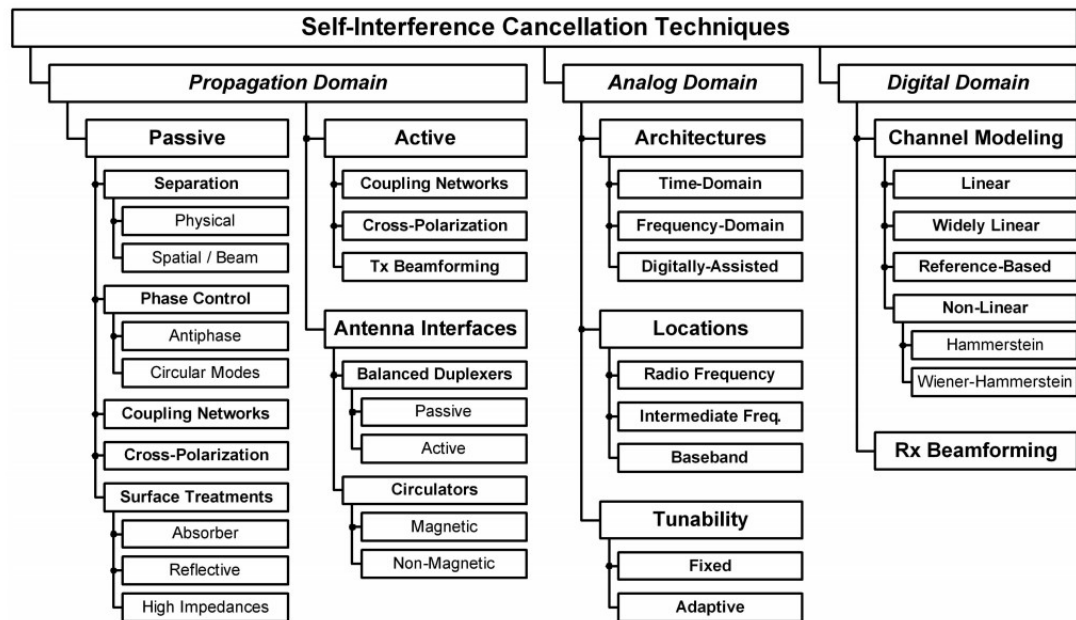 Self-Interference Cancellation Techniques
Propagation Domain
Passive
Separation
Physical
Spatial / Beam
Phase Control
Antiphase
Circular Modes
Coupling Networks
Cross-Polarization
Surface Treatments
Absorber
Reflective
High Impedances
Active
Coupling Networks
Cross-Polarization
Tx Beamforming
Antenna Interfaces
Balanced Duplexers
Passive
Active
Circulators
Magnetic
Non-Magnetic
Analog Domain
Architectures
Time-Domain
Frequency-Domain
Digitally-Assisted
Locations
Radio Frequency
Intermediate Freq.
Baseband
Tunability
Fixed
Adaptive
Digital Domain
Channel Modeling
Linear
Widely Linear
Reference-Based
Non-Linear
Hammerstein
Wiener-Hammerstein
Rx Beamforming